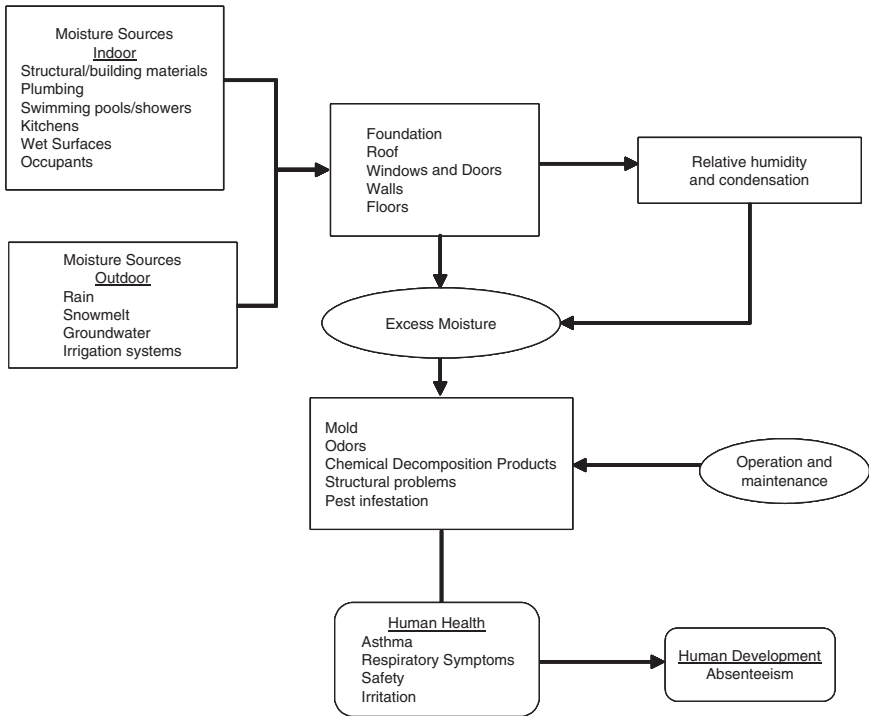 Moisture Sources
Indoor
Structural/building materials
Plumbing
Swimming pools/showers
Kitchens
Wet Surfaces
Occupants
Moisture Sources
Outdoor
Rain
Snowmelt
Groundwater
Irrigation systems
Foundation
Roof
Windows and Doors
Walls
Floors
Relative humidity
and condensation
Excess Moisture
Mold
Odors
Chemical Decomposition Products
Structural problems
Pest infestation
Operation and
maintenance
Human Health
Asthma
Respiratory Symptoms
Safety
Irritation
Human Development
Absenteeism